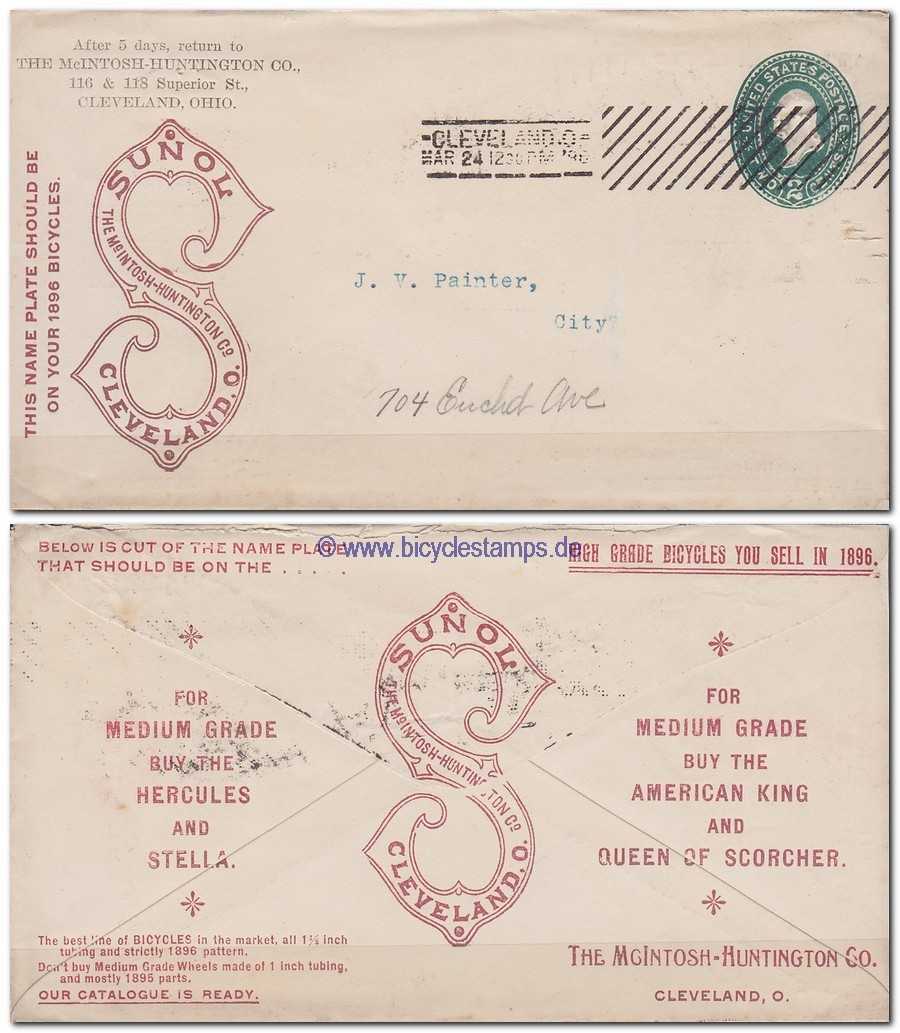 After 5 days, return to
THE McINTOSH-HUNTINGTON CO.,
116 & 118 Superior St.,
CLEVELAND, OHIO.
THIS NAME PLATE SHOULD BE
ON YOUR 1896 BICYCLES.
SUNOL
THE McINTOSH-HUNTINGTON CO.
CLEVELAND, O.
CLEVELAND, O.
MAR 24 1230 PM '96
UNITED STATES POSTAGE
TWO
2
J. V. Painter,
City
704 Euclid Ave
© www.bicyclestamps.de
BELOW IS CUT OF THE NAME PLATE
THAT SHOULD BE ON THE . . . . .
HIGH GRADE BICYCLES YOU SELL IN 1896.
FOR
MEDIUM GRADE
BUY THE
HERCULES
AND
STELLA.
SUNOL
THE McINTOSH-HUNTINGTON CO.
CLEVELAND, O.
FOR
MEDIUM GRADE
BUY THE
AMERICAN KING
AND
QUEEN OF SCORCHER.
The best line of BICYCLES in the market, all 1⅛ inch
tubing and strictly 1896 pattern.
Don't buy Medium Grade Wheels made of 1 inch tubing,
and mostly 1895 parts.
OUR CATALOGUE IS READY.
THE McINTOSH-HUNTINGTON CO.
CLEVELAND, O.